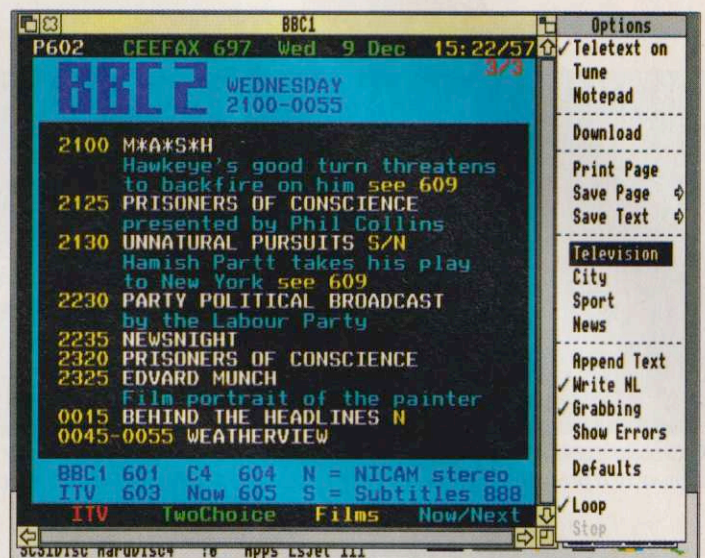 BBC1
P602 CEEFAX 697 Wed 9 Dec 15:22/57
3/3
BBC2 WEDNESDAY
2100-0055
2100 M*A*S*H
Hawkeye's good turn threatens
to backfire on him see 609
2125 PRISONERS OF CONSCIENCE
presented by Phil Collins
2130 UNNATURAL PURSUITS S/N
Hamish Partt takes his play
to New York see 609
2230 PARTY POLITICAL BROADCAST
by the Labour Party
2235 NEWSNIGHT
2320 PRISONERS OF CONSCIENCE
2325 EDVARD MUNCH
Film portrait of the painter
0015 BEHIND THE HEADLINES N
0045-0055 WEATHERVIEW
BBC1 601 C4 604 N = NICAM stereo
ITV 603 Now 605 S = Subtitles 888
ITV TwoChoice Films Now/Next
Options
Teletext on
Tune
Notepad
Download
Print Page
Save Page
Save Text
Television
City
Sport
News
Append Text
Write NL
Grabbing
Show Errors
Defaults
Loop
Stop